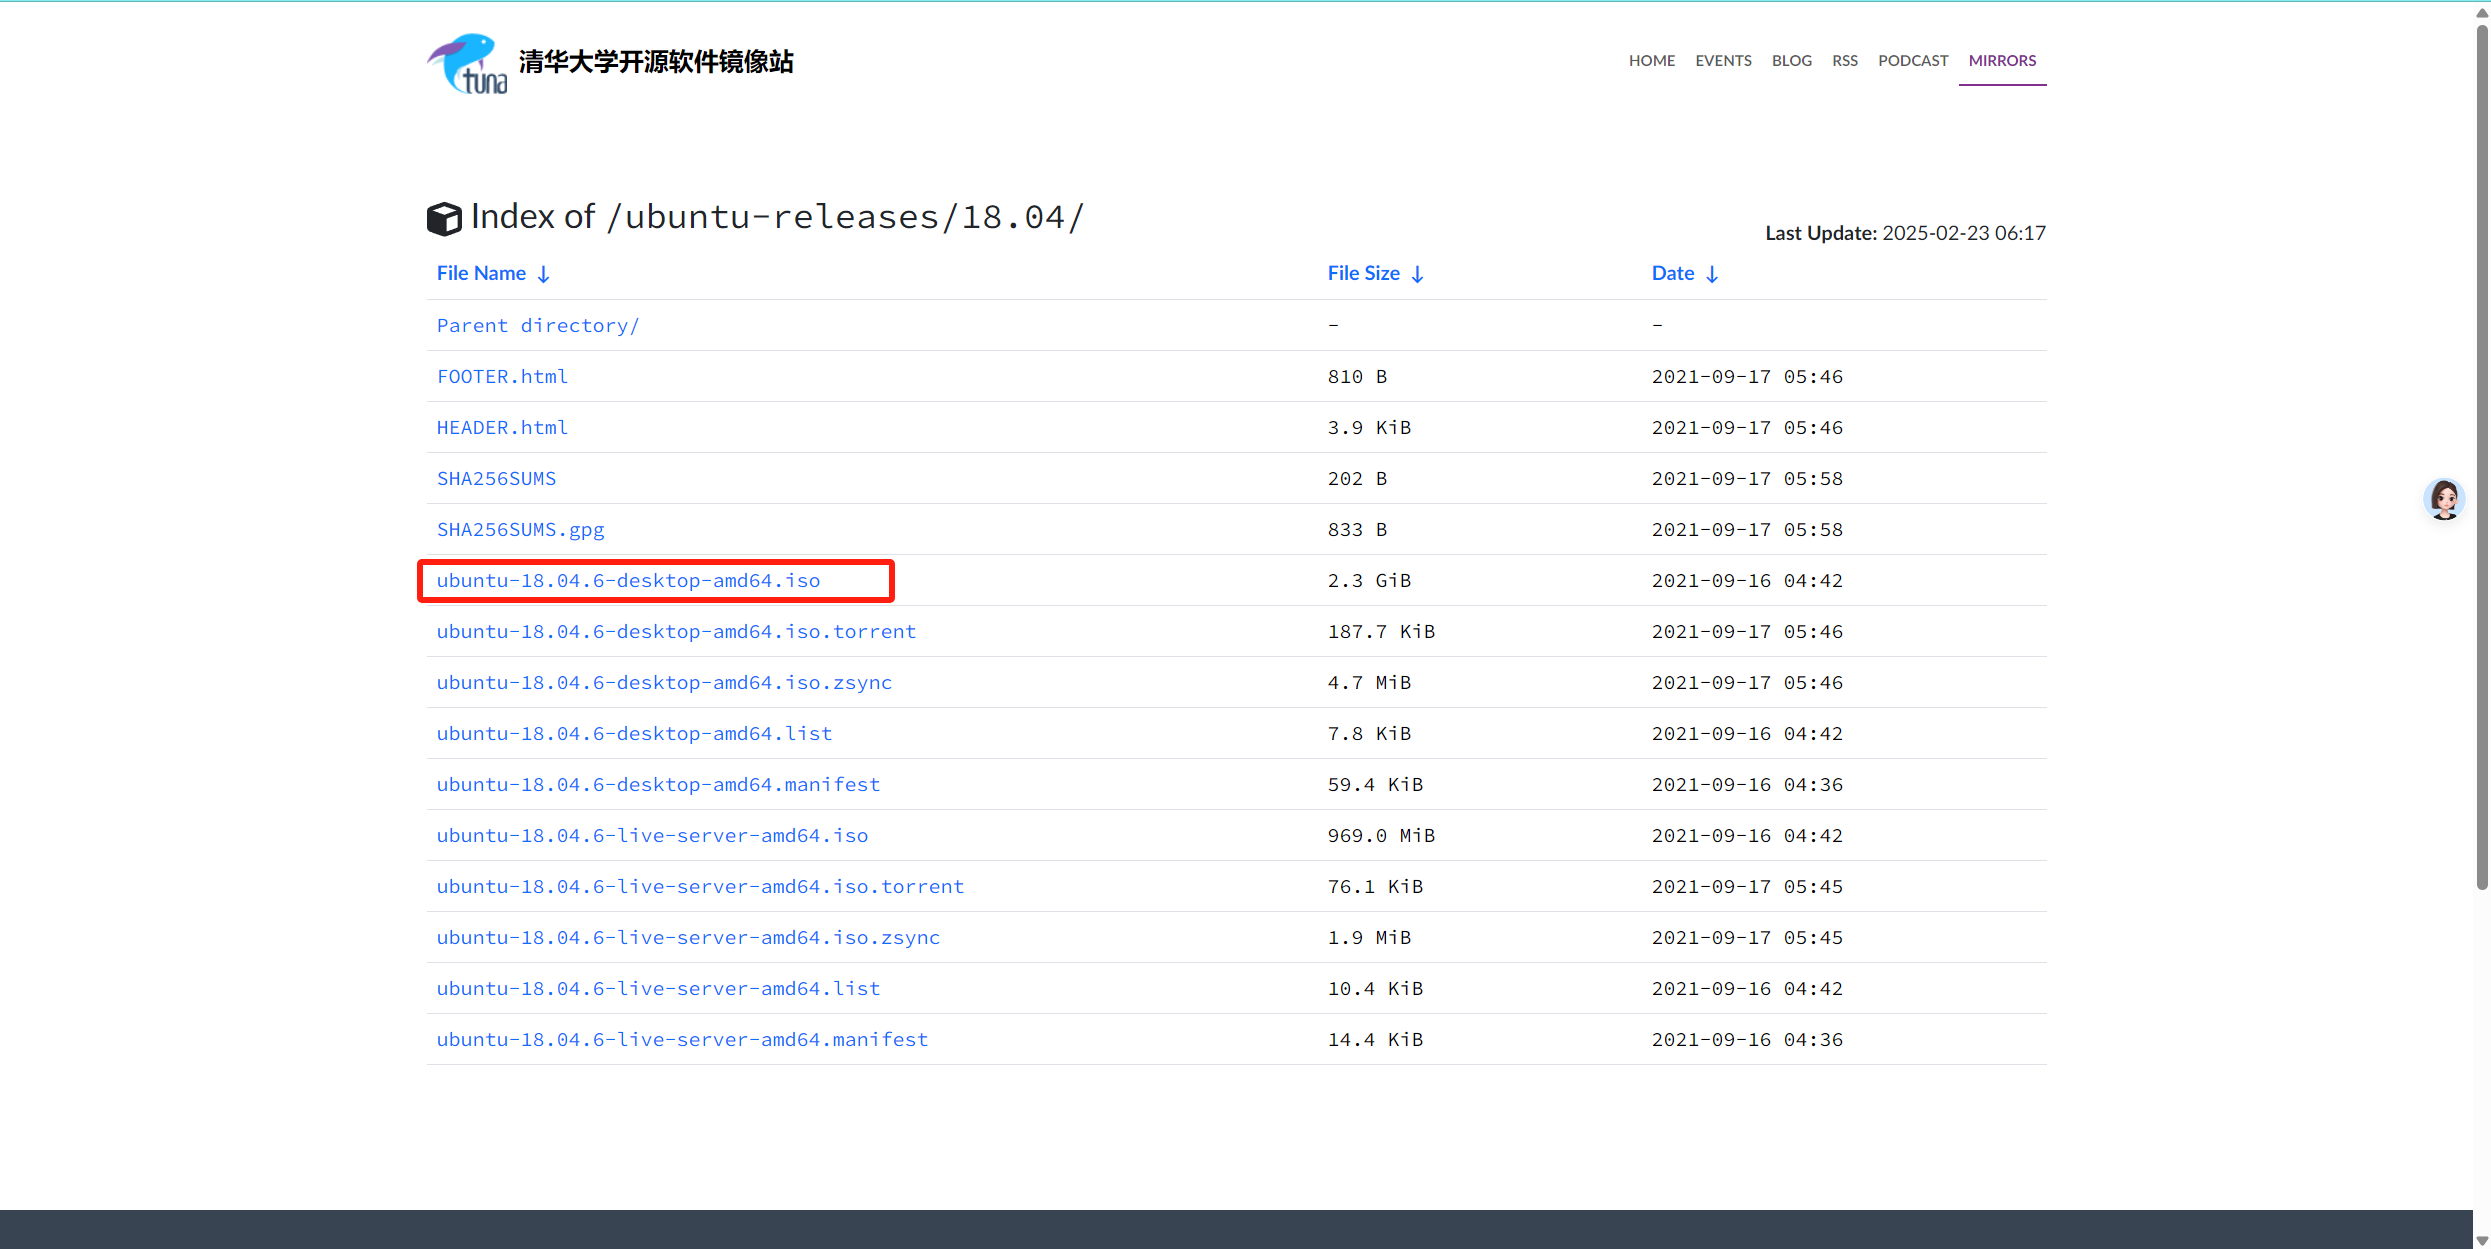 tuna
清华大学开源软件镜像站
HOME EVENTS BLOG RSS PODCAST MIRRORS
Index of /ubuntu-releases/18.04/
Last Update: 2025-02-23 06:17
File Name ↓ File Size ↓ Date ↓
Parent directory/ - -
FOOTER.html 810 B 2021-09-17 05:46
HEADER.html 3.9 KiB 2021-09-17 05:46
SHA256SUMS 202 B 2021-09-17 05:58
SHA256SUMS.gpg 833 B 2021-09-17 05:58
ubuntu-18.04.6-desktop-amd64.iso 2.3 GiB 2021-09-16 04:42
ubuntu-18.04.6-desktop-amd64.iso.torrent 187.7 KiB 2021-09-17 05:46
ubuntu-18.04.6-desktop-amd64.iso.zsync 4.7 MiB 2021-09-17 05:46
ubuntu-18.04.6-desktop-amd64.list 7.8 KiB 2021-09-16 04:42
ubuntu-18.04.6-desktop-amd64.manifest 59.4 KiB 2021-09-16 04:36
ubuntu-18.04.6-live-server-amd64.iso 969.0 MiB 2021-09-16 04:42
ubuntu-18.04.6-live-server-amd64.iso.torrent 76.1 KiB 2021-09-17 05:45
ubuntu-18.04.6-live-server-amd64.iso.zsync 1.9 MiB 2021-09-17 05:45
ubuntu-18.04.6-live-server-amd64.list 10.4 KiB 2021-09-16 04:42
ubuntu-18.04.6-live-server-amd64.manifest 14.4 KiB 2021-09-16 04:36